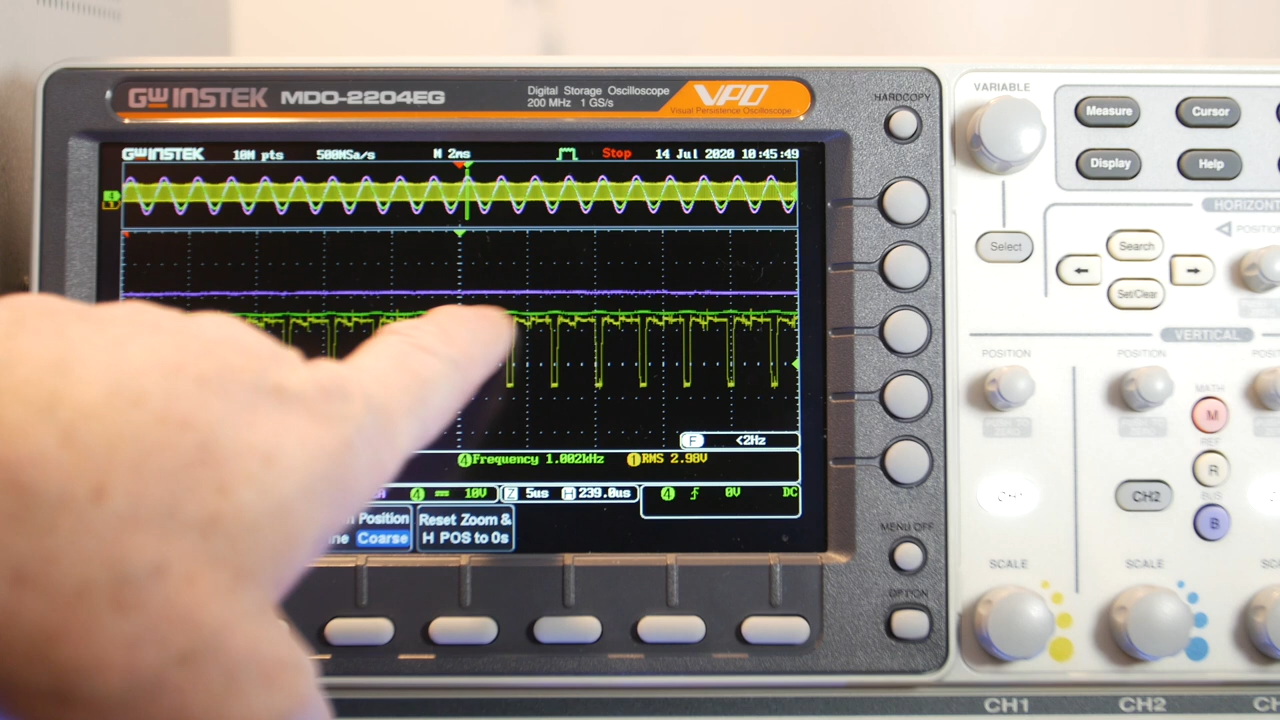 GW INSTEK MDO-2204EG
Digital Storage Oscilloscope
200 MHz 1 GS/s
VPO
Visual Persistence Oscilloscope
GW INSTEK 10M pts 500MSa/s M 2ms Stop 14 Jul 2020 10:45:49
F <2Hz
4 Frequency 1.002kHz 1 RMS 2.98V
4 10V Z 5us H 239.0us 4 0V DC
Position
Coarse
Reset Zoom &
H POS to 0s
HARDCOPY
MENU OFF
OPTION
VARIABLE
Measure Cursor
Display Help
Select
Search
Set/Clear
VERTICAL
POSITION POSITION
MATH
M
REF
R
BUS
B
CH2
SCALE SCALE
CH1 CH2